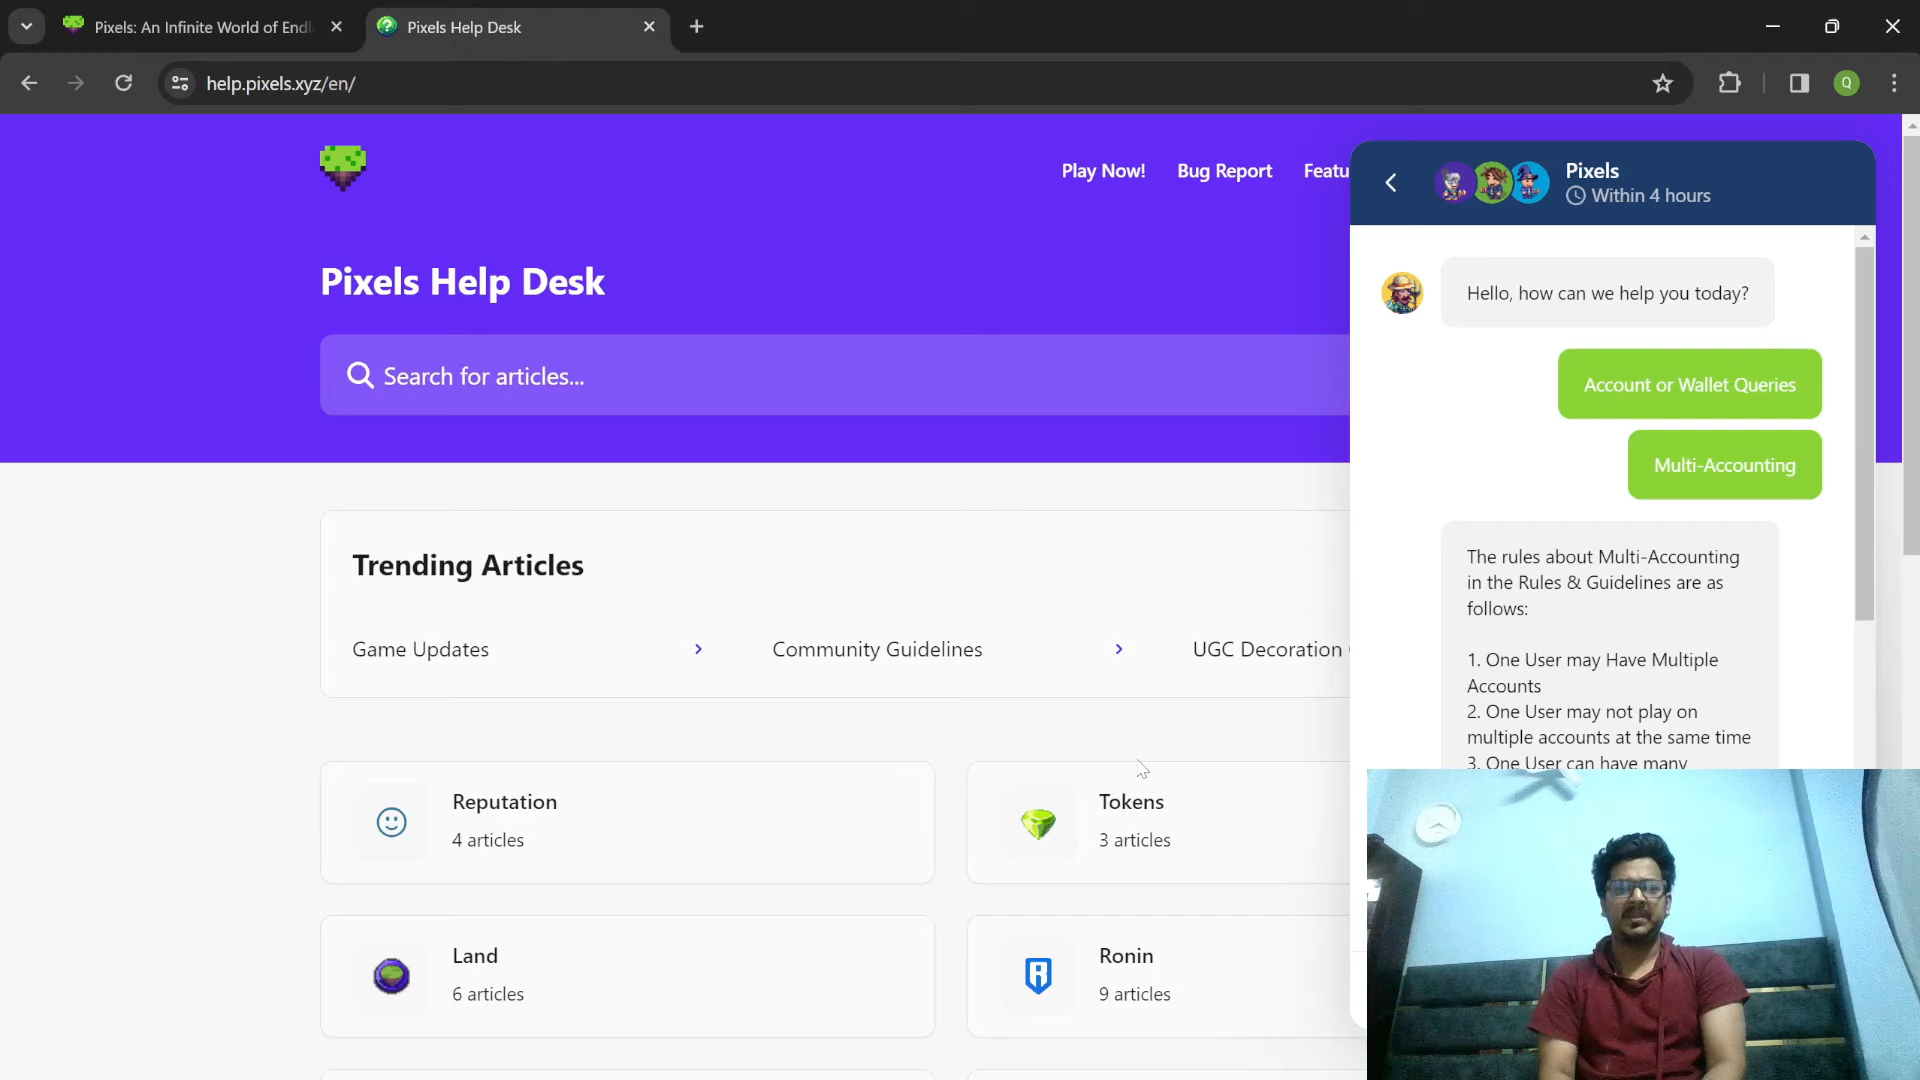 Pixels: An Infinite World of Endl
Pixels Help Desk
help.pixels.xyz/en/
Q
Play Now!
Bug Report
Featu
Pixels
Within 4 hours
Pixels Help Desk
Search for articles...
Hello, how can we help you today?
Account or Wallet Queries
Multi-Accounting
The rules about Multi-Accounting
in the Rules & Guidelines are as
follows:
1. One User may Have Multiple
Accounts
2. One User may not play on
multiple accounts at the same time
3. One User can have many
Trending Articles
Game Updates
Community Guidelines
UGC Decoration
Reputation
4 articles
Tokens
3 articles
Land
6 articles
Ronin
9 articles